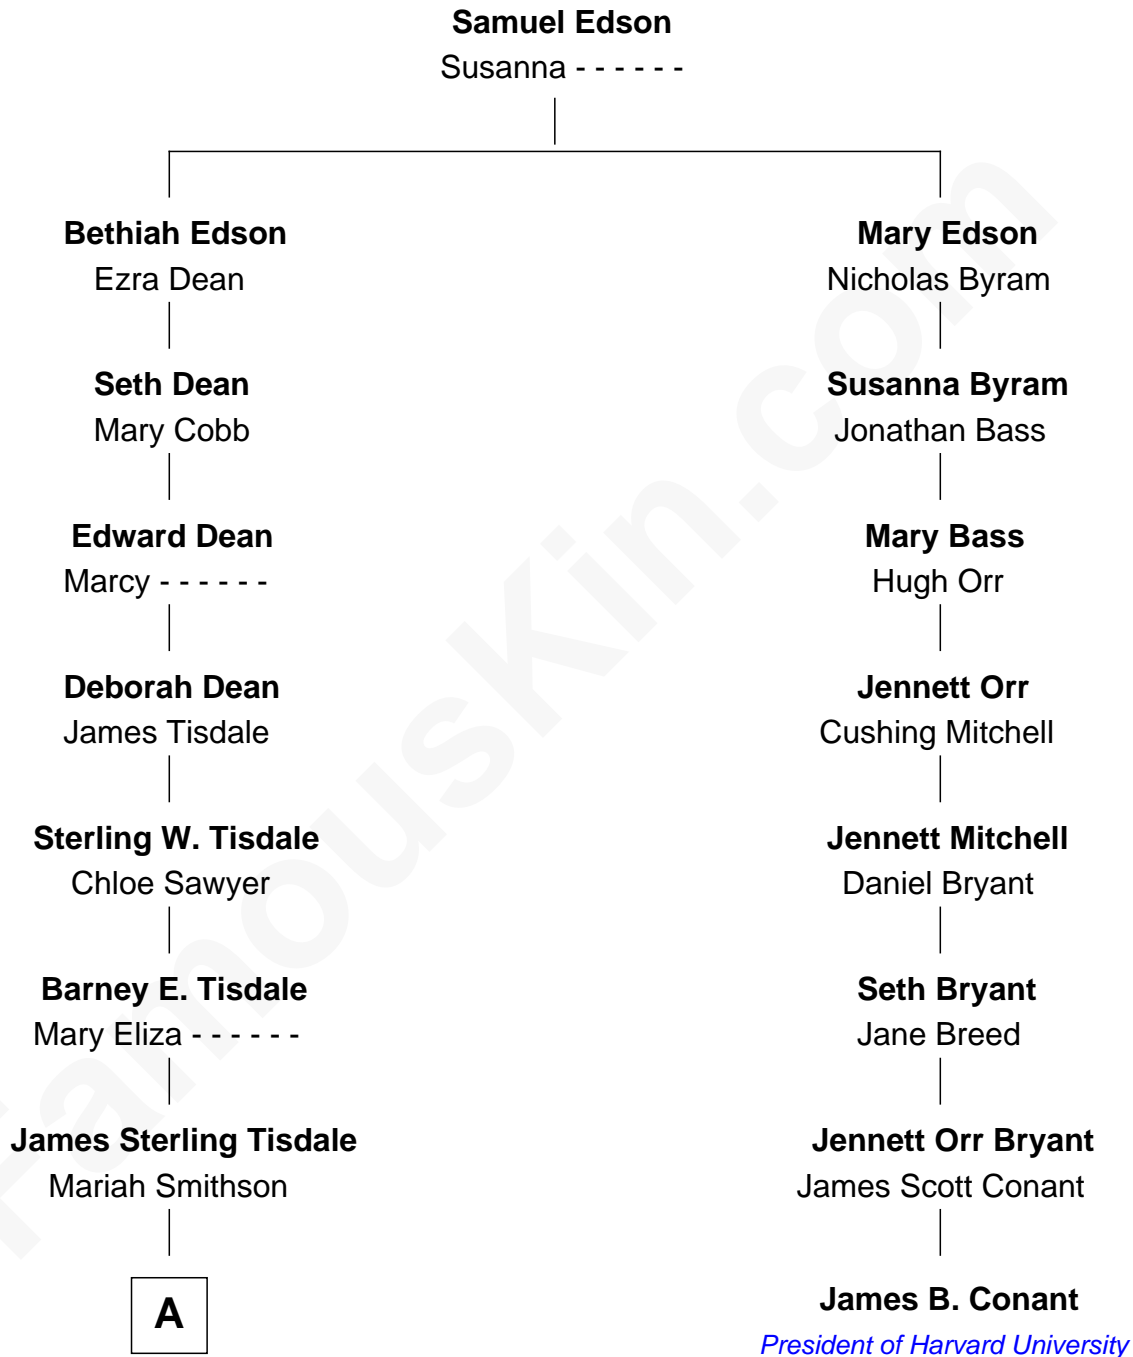 Samuel Edson
Susanna - - - - - -
Bethiah Edson
Ezra Dean
Seth Dean
Mary Cobb
Edward Dean
Marcy - - - - - -
Deborah Dean
James Tisdale
Sterling W. Tisdale
Chloe Sawyer
Barney E. Tisdale
Mary Eliza - - - - - -
James Sterling Tisdale
Mariah Smithson
A
Mary Edson
Nicholas Byram
Susanna Byram
Jonathan Bass
Mary Bass
Hugh Orr
Jennett Orr
Cushing Mitchell
Jennett Mitchell
Daniel Bryant
Seth Bryant
Jane Breed
Jennett Orr Bryant
James Scott Conant
James B. Conant
President of Harvard University
FamousKin.com